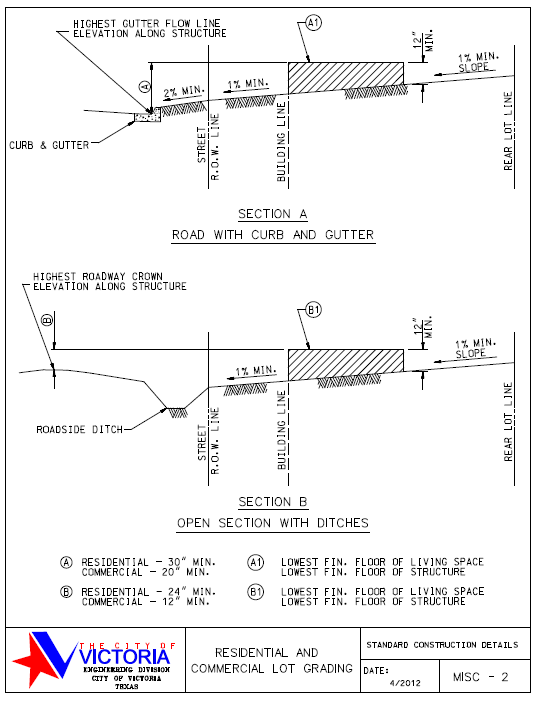 HIGHEST GUTTER FLOW LINE
ELEVATION ALONG STRUCTURE
A1
12" MIN.
1% MIN.
SLOPE
A
2% MIN.
1% MIN.
CURB & GUTTER
STREET
R.O.W. LINE
BUILDING LINE
REAR LOT LINE
SECTION A
ROAD WITH CURB AND GUTTER
HIGHEST ROADWAY CROWN
ELEVATION ALONG STRUCTURE
B1
B
12" MIN.
1% MIN.
SLOPE
1% MIN.
ROADSIDE DITCH
STREET
R.O.W. LINE
BUILDING LINE
REAR LOT LINE
SECTION B
OPEN SECTION WITH DITCHES
A RESIDENTIAL - 30" MIN.
COMMERCIAL - 20" MIN.
A1 LOWEST FIN. FLOOR OF LIVING SPACE
LOWEST FIN. FLOOR OF STRUCTURE
B RESIDENTIAL - 24" MIN.
COMMERCIAL - 12" MIN.
B1 LOWEST FIN. FLOOR OF LIVING SPACE
LOWEST FIN. FLOOR OF STRUCTURE
THE CITY OF
VICTORIA
ENGINEERING DIVISION
CITY OF VICTORIA
TEXAS
RESIDENTIAL AND
COMMERCIAL LOT GRADING
STANDARD CONSTRUCTION DETAILS
DATE:
4/2012
MISC - 2